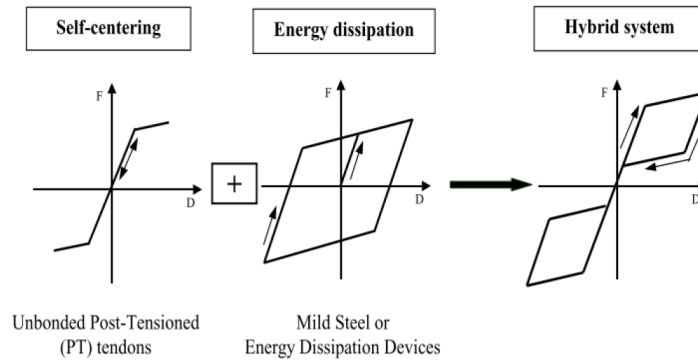 Self-centering
Energy dissipation
Hybrid system
F
F
F
D
+
D
D
Unbonded Post-Tensioned
(PT) tendons
Mild Steel or
Energy Dissipation Devices